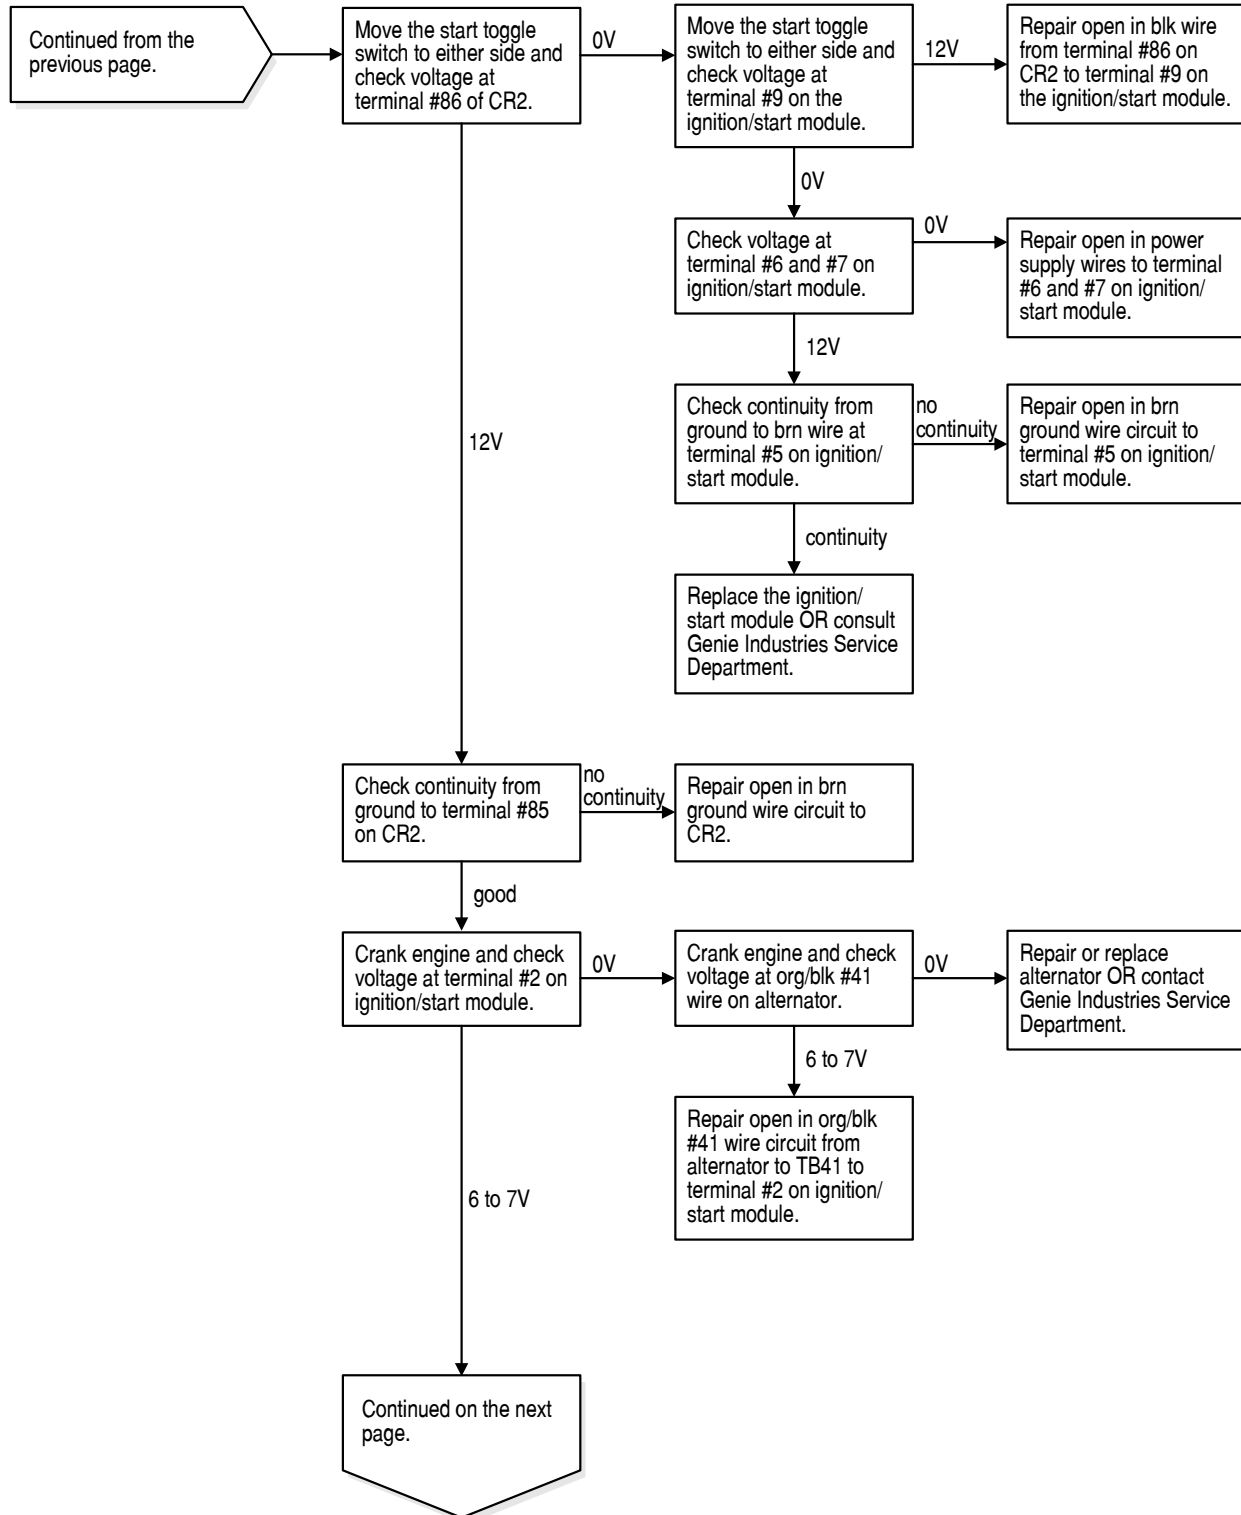 Continued from the
previous page.
Move the start toggle
switch to either side and
check voltage at
terminal #86 of CR2.
0V
Move the start toggle
switch to either side and
check voltage at
terminal #9 on the
ignition/start module.
12V
Repair open in blk wire
from terminal #86 on
CR2 to terminal #9 on
the ignition/start module.
0V
Check voltage at
terminal #6 and #7 on
ignition/start module.
0V
Repair open in power
supply wires to terminal
#6 and #7 on ignition/
start module.
12V
12V
Check continuity from
ground to brn wire at
terminal #5 on ignition/
start module.
no
continuity
Repair open in brn
ground wire circuit to
terminal #5 on ignition/
start module.
continuity
Replace the ignition/
start module OR consult
Genie Industries Service
Department.
Check continuity from
ground to terminal #85
on CR2.
no
continuity
Repair open in brn
ground wire circuit to
CR2.
good
Crank engine and check
voltage at terminal #2 on
ignition/start module.
0V
Crank engine and check
voltage at org/blk #41
wire on alternator.
0V
Repair or replace
alternator OR contact
Genie Industries Service
Department.
6 to 7V
Repair open in org/blk
#41 wire circuit from
alternator to TB41 to
terminal #2 on ignition/
start module.
6 to 7V
Continued on the next
page.